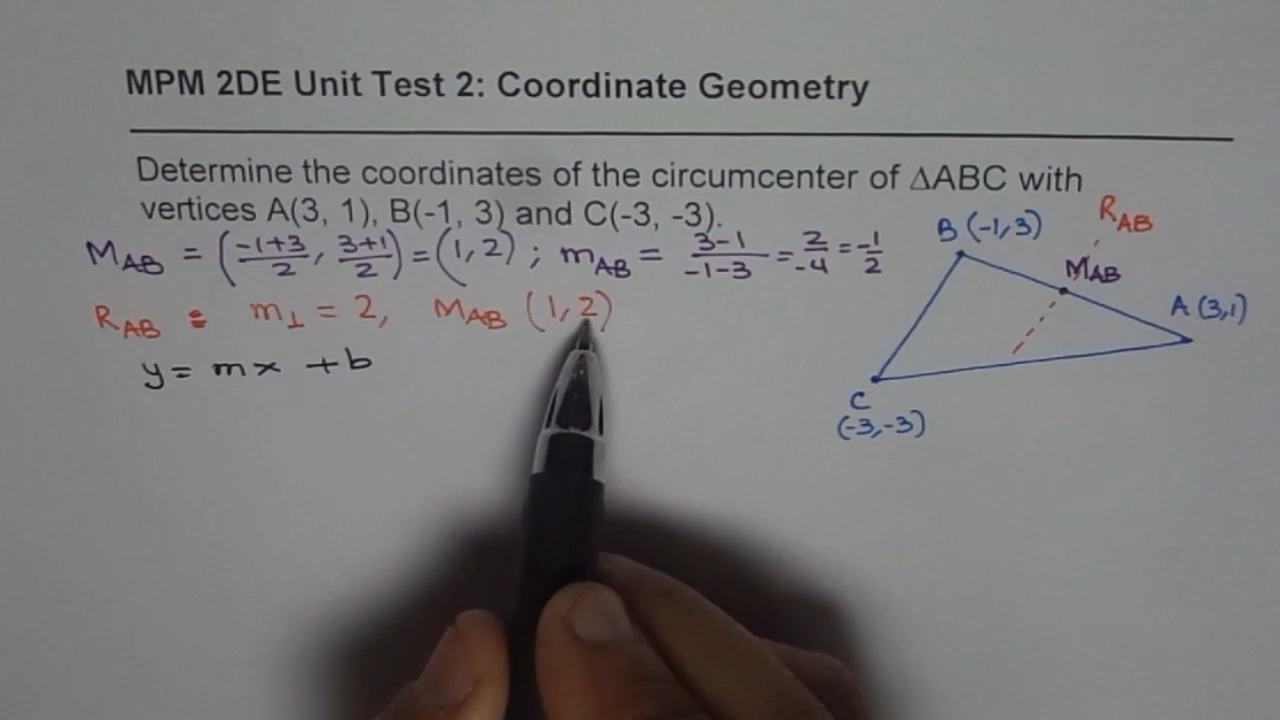 MPM 2DE Unit Test 2: Coordinate Geometry
Determine the coordinates of the circumcenter of ΔABC with
vertices A(3, 1), B(-1, 3) and C(-3, -3).
M_AB = ((-1+3)/2, (3+1)/2) = (1,2) ; m_AB = (3-1)/(-1-3) = 2/-4 = -1/2
R_AB : m⊥ = 2, M_AB (1,2)
y = mx + b
R_AB
B (-1,3)
M_AB
A (3,1)
C
(-3,-3)